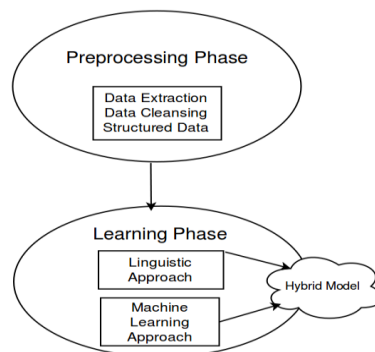 Preprocessing Phase
Data Extraction
Data Cleansing
Structured Data
Learning Phase
Linguistic
Approach
Hybrid Model
Machine
Learning
Approach